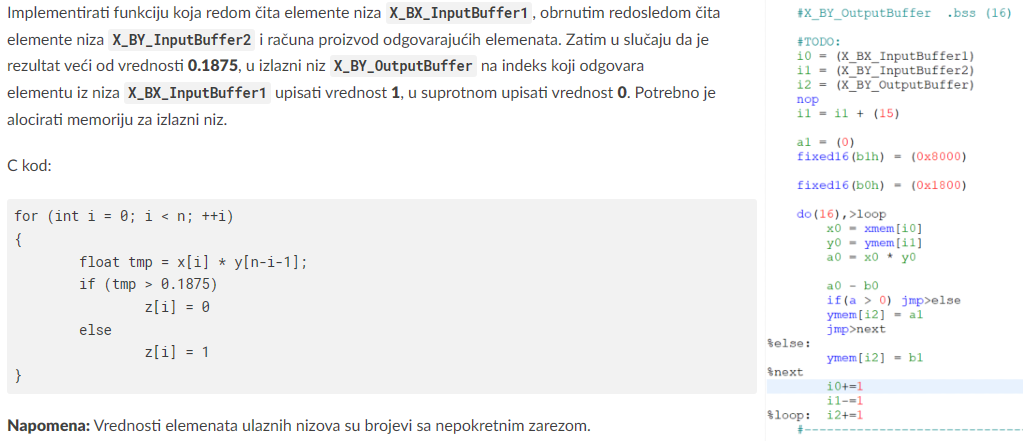 Implementirati funkciju koja redom čita elemente niza X_BX_InputBuffer1 , obrnutim redosledom čita
elemente niza X_BY_InputBuffer2 i računa proizvod odgovarajućih elemenata. Zatim u slučaju da je
rezultat veći od vrednosti 0.1875, u izlazni niz X_BY_OutputBuffer na indeks koji odgovara
elementu iz niza X_BX_InputBuffer1 upisati vrednost 1, u suprotnom upisati vrednost 0. Potrebno je
alocirati memoriju za izlazni niz.
C kod:
for (int i = 0; i < n; ++i)
{
float tmp = x[i] * y[n-i-1];
if (tmp > 0.1875)
z[i] = 0
else
z[i] = 1
}
Napomena: Vrednosti elemenata ulaznih nizova su brojevi sa nepokretnim zarezom.
#X_BY_OutputBuffer .bss (16)
#TODO:
i0 = (X_BX_InputBuffer1)
i1 = (X_BY_InputBuffer2)
i2 = (X_BY_OutputBuffer)
nop
i1 = i1 + (15)
a1 = (0)
fixed16(b1h) = (0x8000)
fixed16(b0h) = (0x1800)
do(16),>loop
x0 = xmem[i0]
y0 = ymem[i1]
a0 = x0 * y0
a0 - b0
if(a > 0) jmp>else
ymem[i2] = a1
jmp>next
%else:
ymem[i2] = b1
%next
i0+=1
i1-=1
%loop: i2+=1
#------------------------------